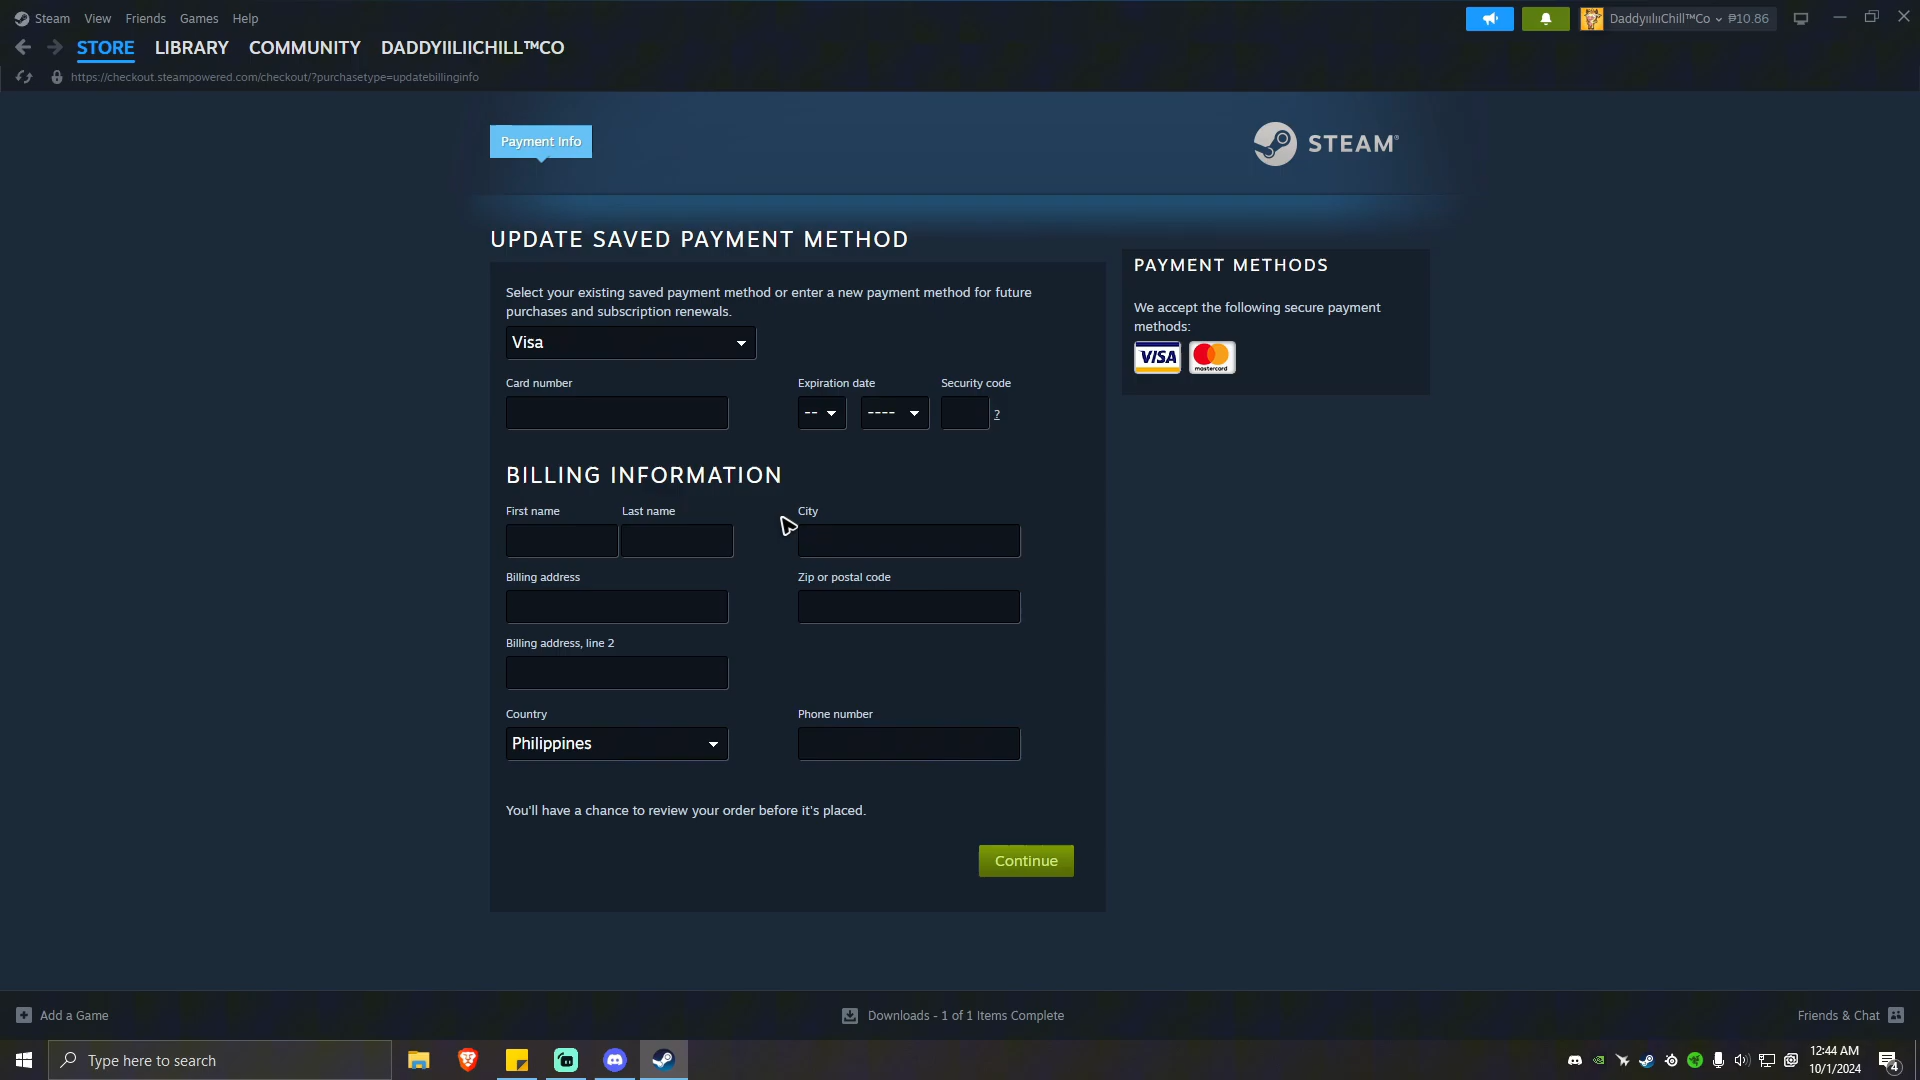 Steam View Friends Games Help
DaddyıılıiChill™Co ₱10.86
STORE LIBRARY COMMUNITY DADDYIILIICHILL™CO
https://checkout.steampowered.com/checkout/?purchasetype=updatebillinginfo
Payment Info
STEAM®
UPDATE SAVED PAYMENT METHOD
Select your existing saved payment method or enter a new payment method for future
purchases and subscription renewals.
Visa
Card number
Expiration date
Security code
--
----
?
BILLING INFORMATION
First name
Last name
City
Billing address
Zip or postal code
Billing address, line 2
Country
Phone number
Philippines
You'll have a chance to review your order before it's placed.
Continue
PAYMENT METHODS
We accept the following secure payment
methods:
VISA mastercard
Add a Game
Downloads - 1 of 1 Items Complete
Friends & Chat
Type here to search
12:44 AM
10/1/2024
4